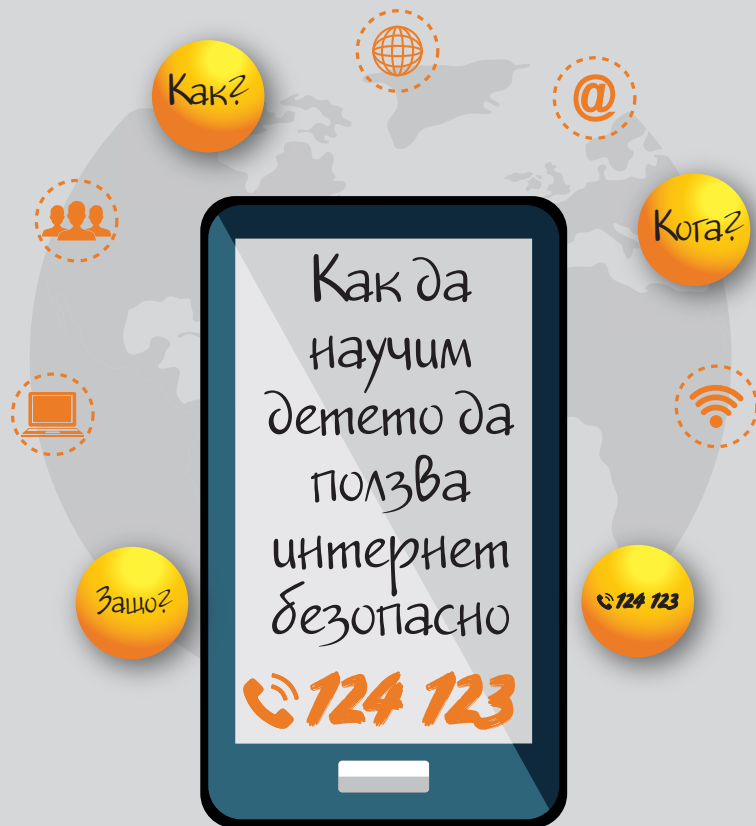 Как?
@
Кога?
Как да
научим
детето да
ползва
интернет
безопасно
124 123
Защо?
124 123